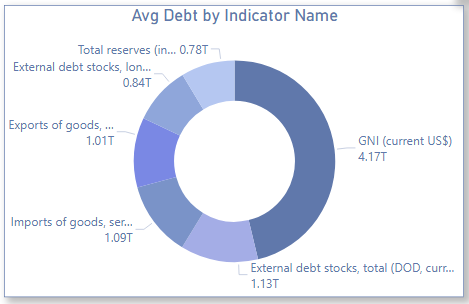 Avg Debt by Indicator Name
Total reserves (in... 0.78T
External debt stocks, lon...
0.84T
Exports of goods, ...
1.01T
GNI (current US$)
4.17T
Imports of goods, ser...
1.09T
External debt stocks, total (DOD, curr...
1.13T